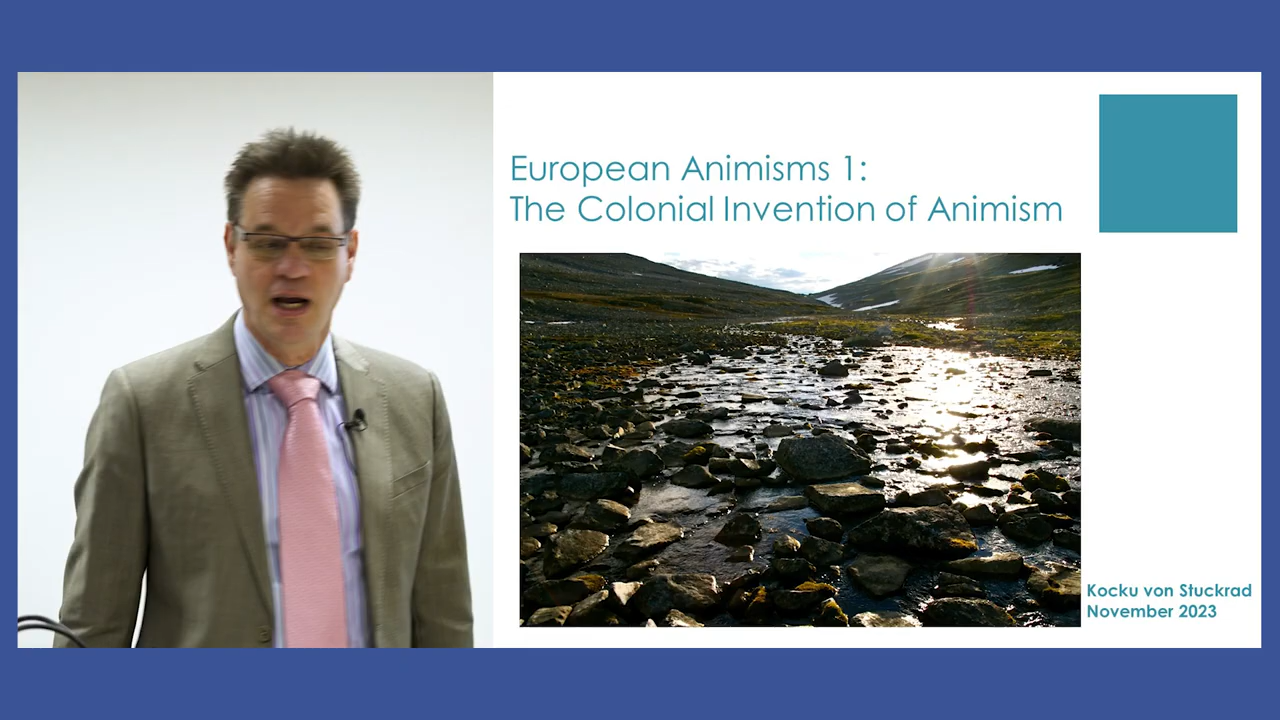 European Animisms 1:
The Colonial Invention of Animism
Kocku von Stuckrad
November 2023